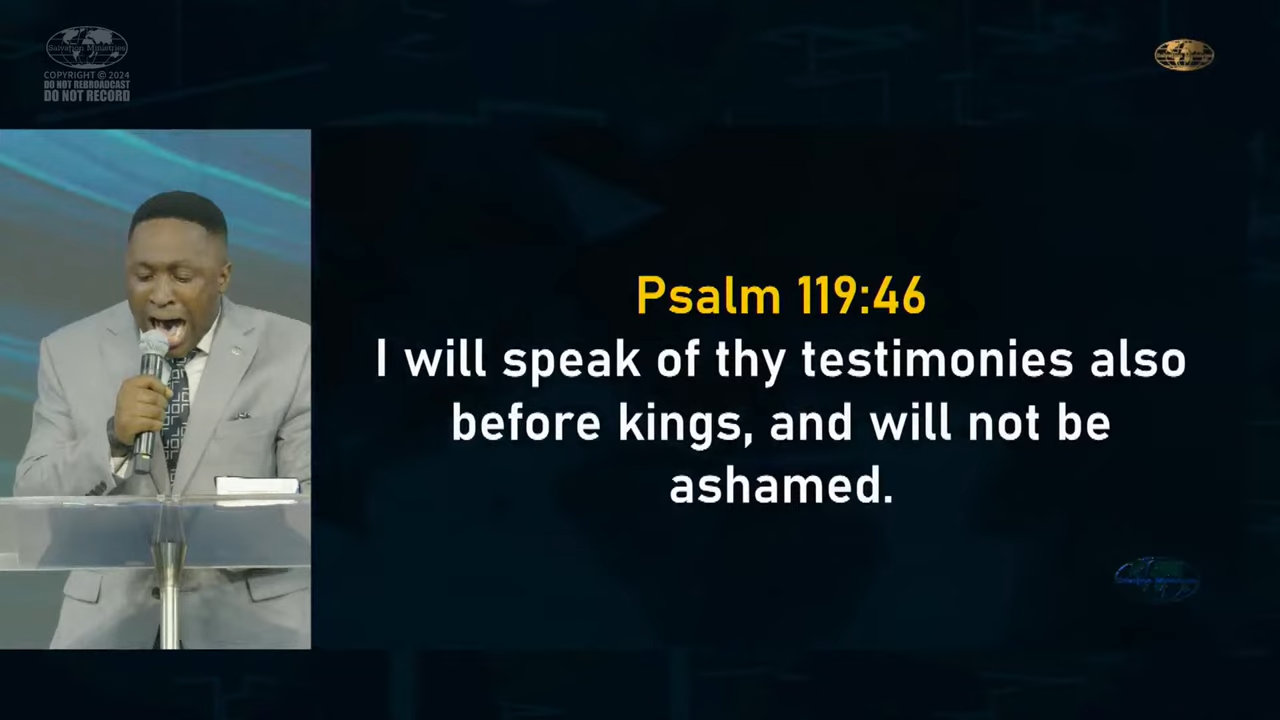 Salvation Ministries
COPYRIGHT © 2024
DO NOT REBROADCAST
DO NOT RECORD
Psalm 119:46
I will speak of thy testimonies also
before kings, and will not be
ashamed.